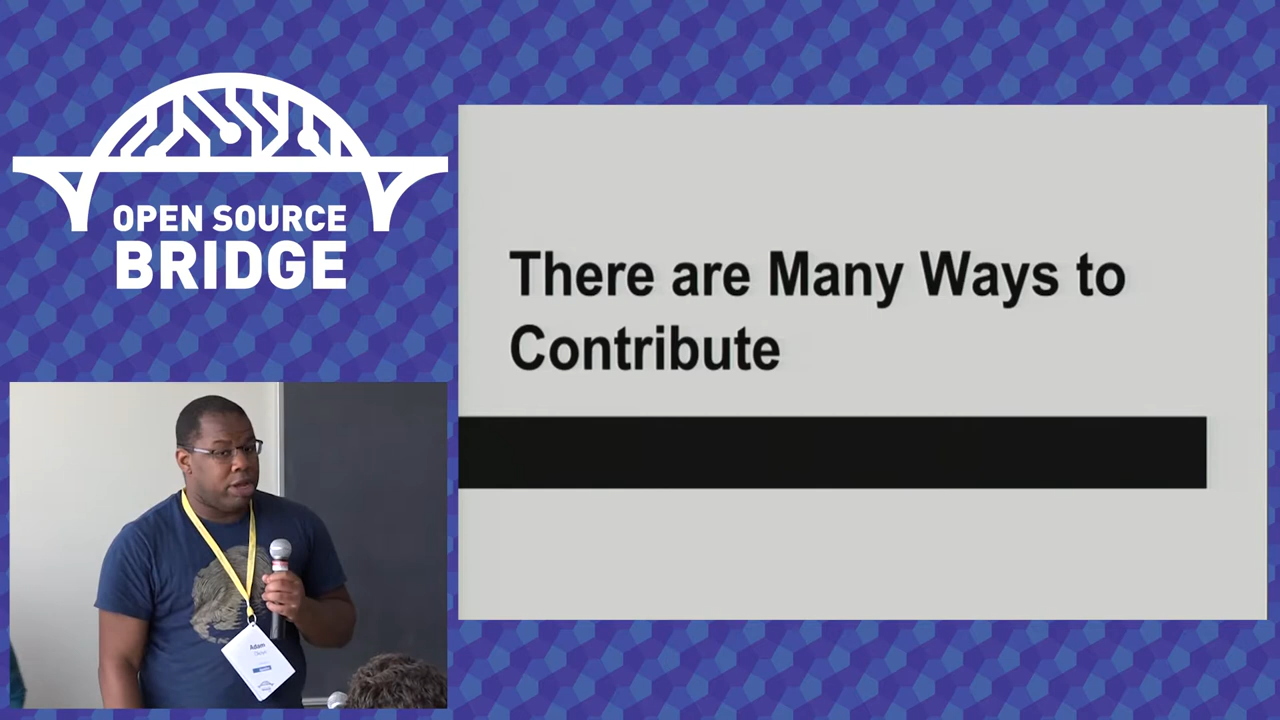 OPEN SOURCE
BRIDGE
There are Many Ways to
Contribute
Adam